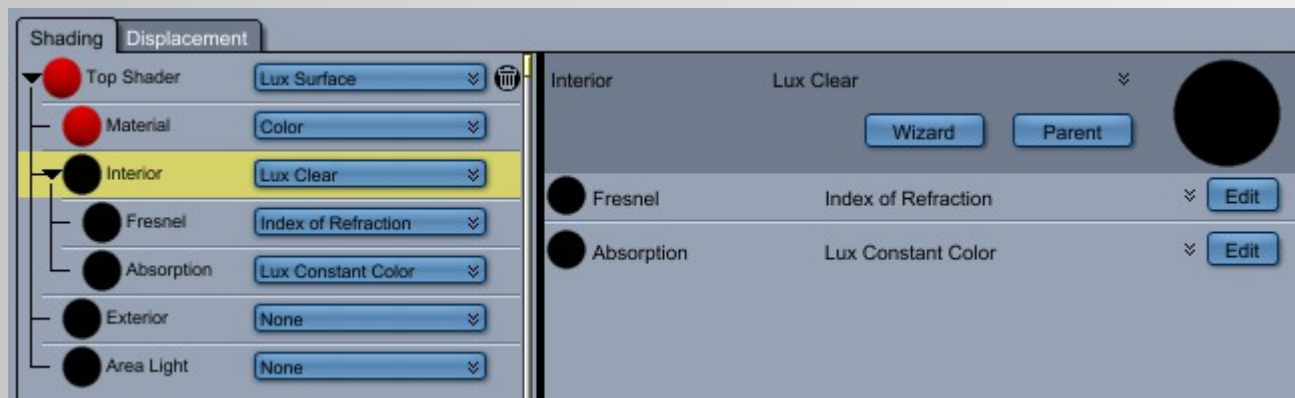 Shading Displacement
Top Shader Lux Surface
Material Color
Interior Lux Clear
Fresnel Index of Refraction
Absorption Lux Constant Color
Exterior None
Area Light None
Interior Lux Clear
Wizard Parent
Fresnel Index of Refraction Edit
Absorption Lux Constant Color Edit